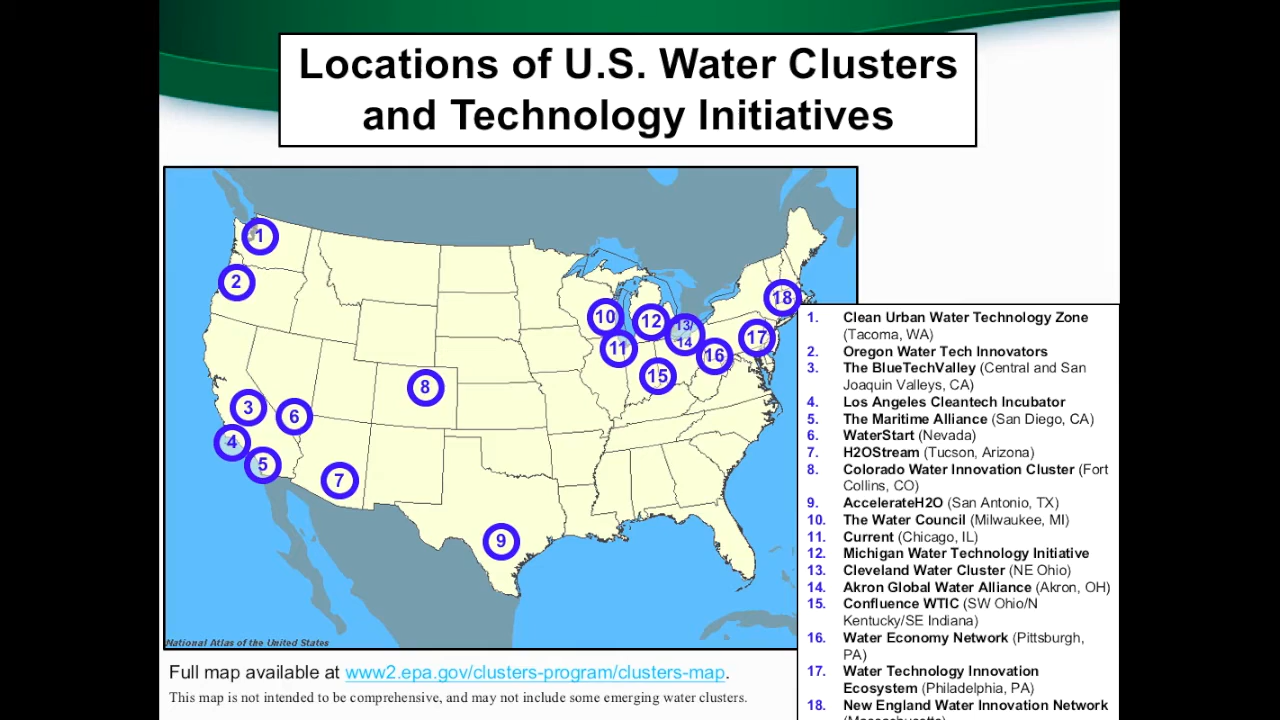 Locations of U.S. Water Clusters
and Technology Initiatives
1
2
3
4
5
6
7
8
9
10
11
12
13/
14
15
16
17
18
National Atlas of the United States
1. Clean Urban Water Technology Zone
(Tacoma, WA)
2. Oregon Water Tech Innovators
3. The BlueTechValley (Central and San
Joaquin Valleys, CA)
4. Los Angeles Cleantech Incubator
5. The Maritime Alliance (San Diego, CA)
6. WaterStart (Nevada)
7. H2OStream (Tucson, Arizona)
8. Colorado Water Innovation Cluster (Fort
Collins, CO)
9. AccelerateH2O (San Antonio, TX)
10. The Water Council (Milwaukee, MI)
11. Current (Chicago, IL)
12. Michigan Water Technology Initiative
13. Cleveland Water Cluster (NE Ohio)
14. Akron Global Water Alliance (Akron, OH)
15. Confluence WTIC (SW Ohio/N
Kentucky/SE Indiana)
16. Water Economy Network (Pittsburgh,
PA)
17. Water Technology Innovation
Ecosystem (Philadelphia, PA)
18. New England Water Innovation Network
(Massachusetts)
Full map available at www2.epa.gov/clusters-program/clusters-map.
This map is not intended to be comprehensive, and may not include some emerging water clusters.